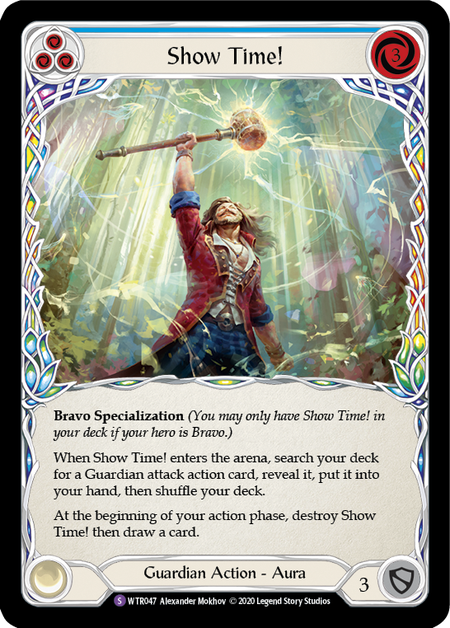 Show Time!
3
Bravo Specialization (You may only have Show Time! in
your deck if your hero is Bravo.)
When Show Time! enters the arena, search your deck
for a Guardian attack action card, reveal it, put it into
your hand, then shuffle your deck.
At the beginning of your action phase, destroy Show
Time! then draw a card.
Guardian Action - Aura
3
S WTR047 Alexander Mokhov © 2020 Legend Story Studios